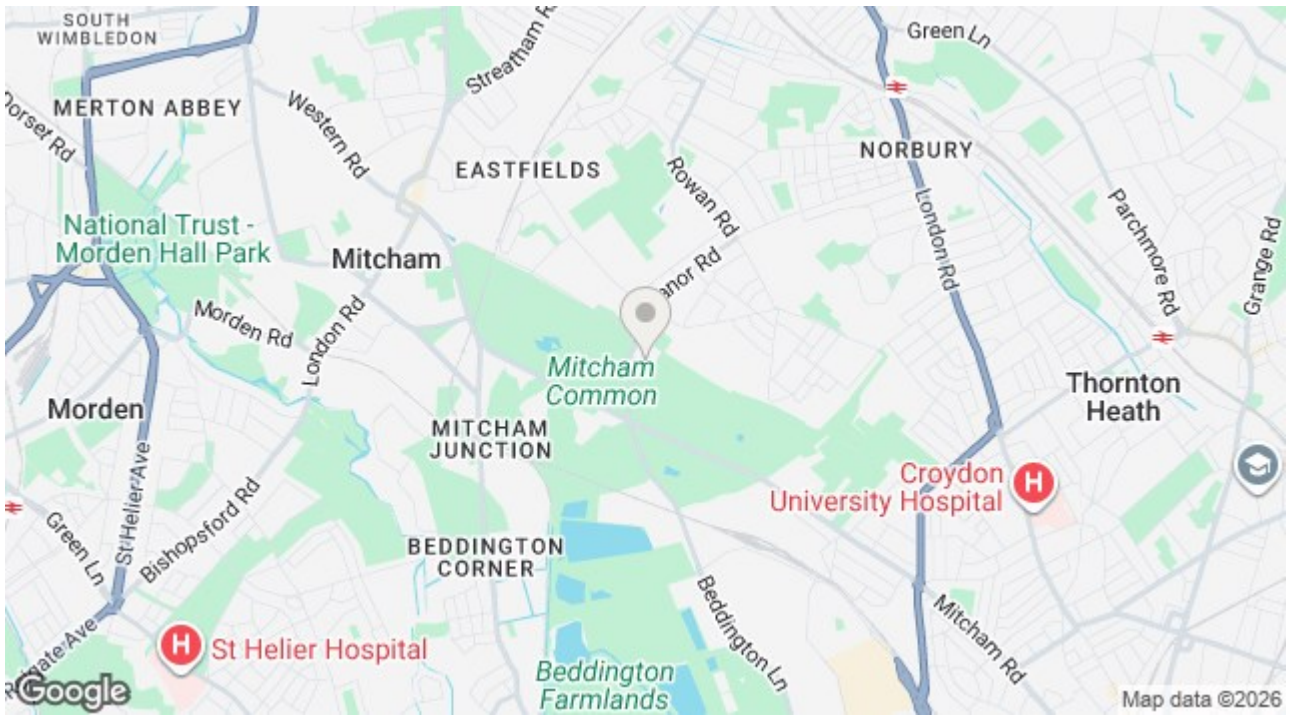 SOUTH
WIMBLEDON
Green Ln
Streatham R
MERTON ABBEY
Western Rd
Dorset Rd
EASTFIELDS
NORBURY
Rowan Rd
London Rd
Parchmore Rd
Grange Rd
National Trust -
Morden Hall Park
Mitcham
anor Rd
Morden Rd
London Rd
Mitcham
Common
Thornton
Heath
Morden
MITCHAM
JUNCTION
St Helier Ave
Croydon
University Hospital
H
Bishopsford Rd
Green Ln
BEDDINGTON
CORNER
Beddington Ln
Mitcham Rd
H
St Helier Hospital
gate Ave
Beddington
Farmlands
Google
Map data ©2026